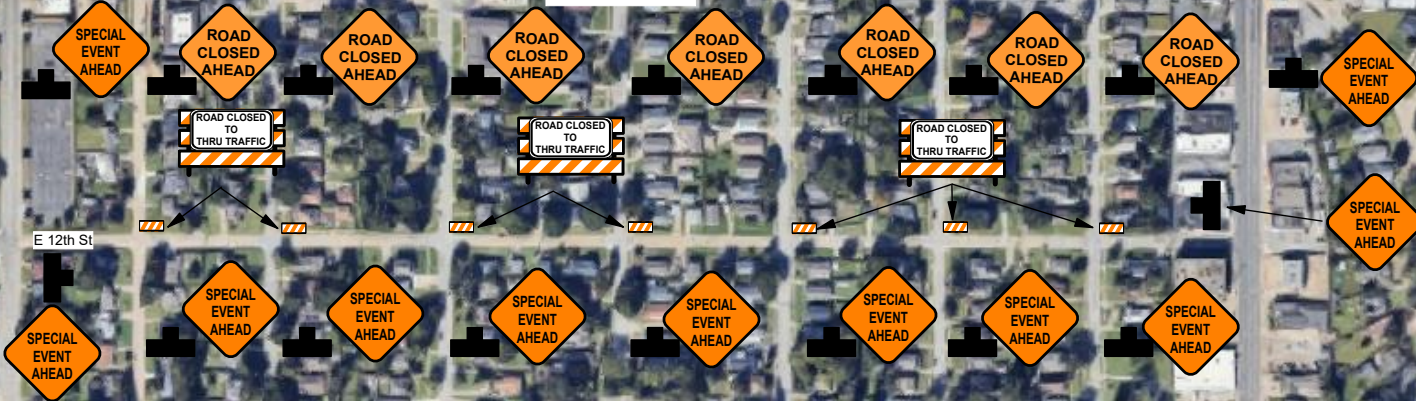 SPECIAL
EVENT
AHEAD
ROAD
CLOSED
AHEAD
ROAD
CLOSED
AHEAD
ROAD
CLOSED
AHEAD
ROAD
CLOSED
AHEAD
ROAD
CLOSED
AHEAD
ROAD
CLOSED
AHEAD
ROAD
CLOSED
AHEAD
SPECIAL
EVENT
AHEAD
ROAD CLOSED
TO
THRU TRAFFIC
ROAD CLOSED
TO
THRU TRAFFIC
ROAD CLOSED
TO
THRU TRAFFIC
SPECIAL
EVENT
AHEAD
E 12th St
SPECIAL
EVENT
AHEAD
SPECIAL
EVENT
AHEAD
SPECIAL
EVENT
AHEAD
SPECIAL
EVENT
AHEAD
SPECIAL
EVENT
AHEAD
SPECIAL
EVENT
AHEAD
SPECIAL
EVENT
AHEAD
SPECIAL
EVENT
AHEAD